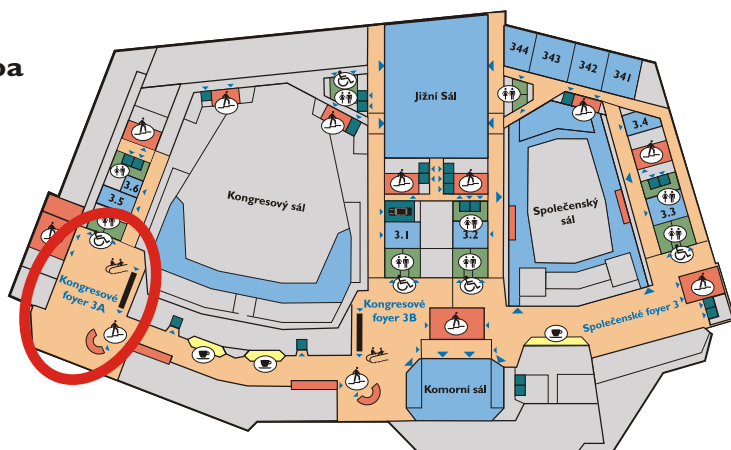 pa
344
343
342
341
Jižní Sál
3.4
3.6
3.5
Kongresový sál
Společenský
sál
3.1
3.2
3.3
Kongresové
foyer 3A
Kongresové
foyer 3B
Společenské foyer 3
Komorní sál